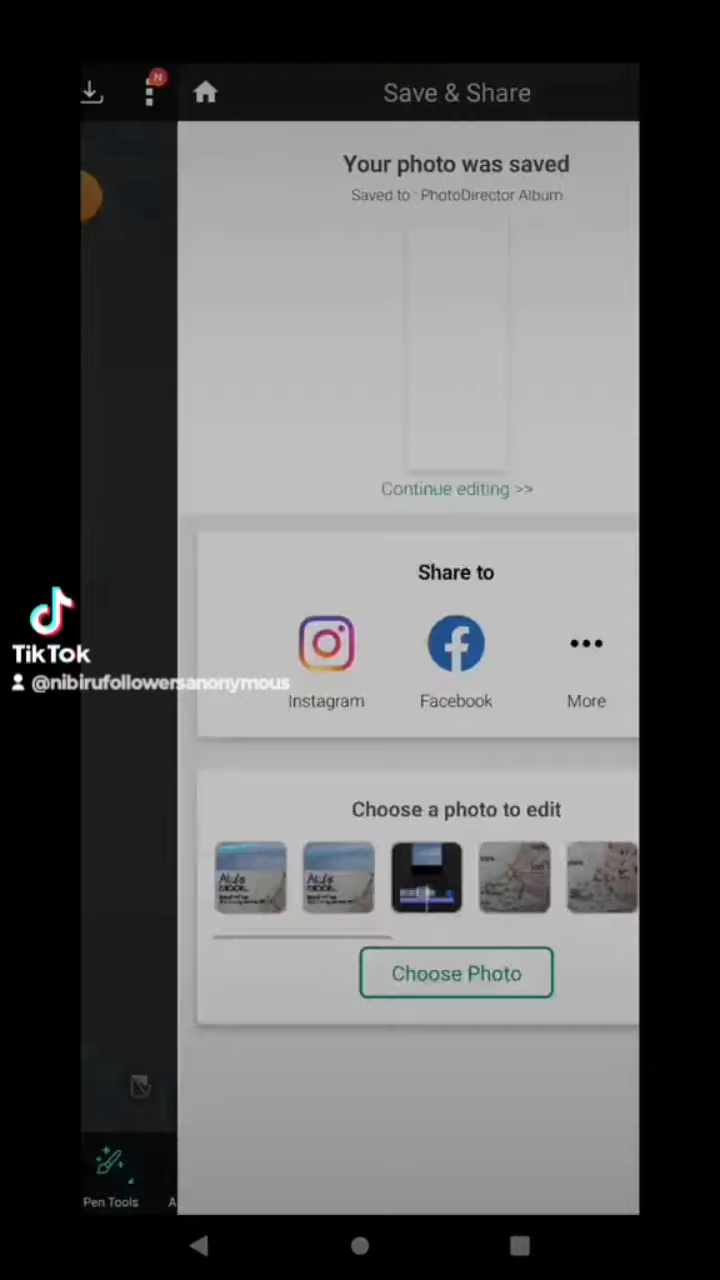 N
Save & Share
Your photo was saved
Saved to : PhotoDirector Album
Continue editing >>
Share to
TikTok
@nibirufollowersanonymous
Instagram
Facebook
More
Choose a photo to edit
Choose Photo
Pen Tools
A